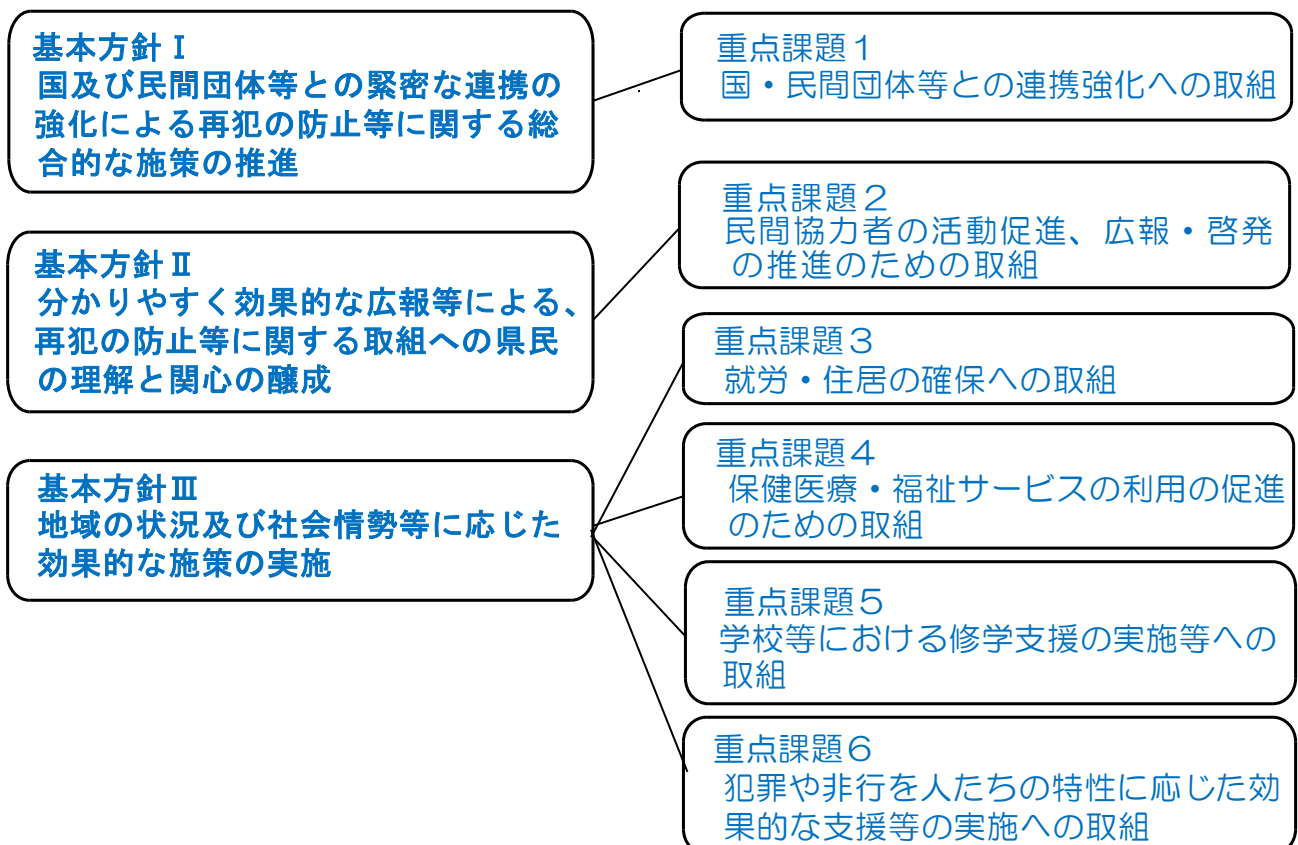 基本方針Ⅰ
国及び民間団体等との緊密な連携の
強化による再犯の防止等に関する総
合的な施策の推進
基本方針Ⅱ
分かりやすく効果的な広報等による、
再犯の防止等に関する取組への県民
の理解と関心の醸成
基本方針Ⅲ
地域の状況及び社会情勢等に応じた
効果的な施策の実施
重点課題１
国・民間団体等との連携強化への取組
重点課題２
民間協力者の活動促進、広報・啓発
の推進のための取組
重点課題３
就労・住居の確保への取組
重点課題４
保健医療・福祉サービスの利用の促進
のための取組
重点課題５
学校等における修学支援の実施等への
取組
重点課題６
犯罪や非行を人たちの特性に応じた効
果的な支援等の実施への取組